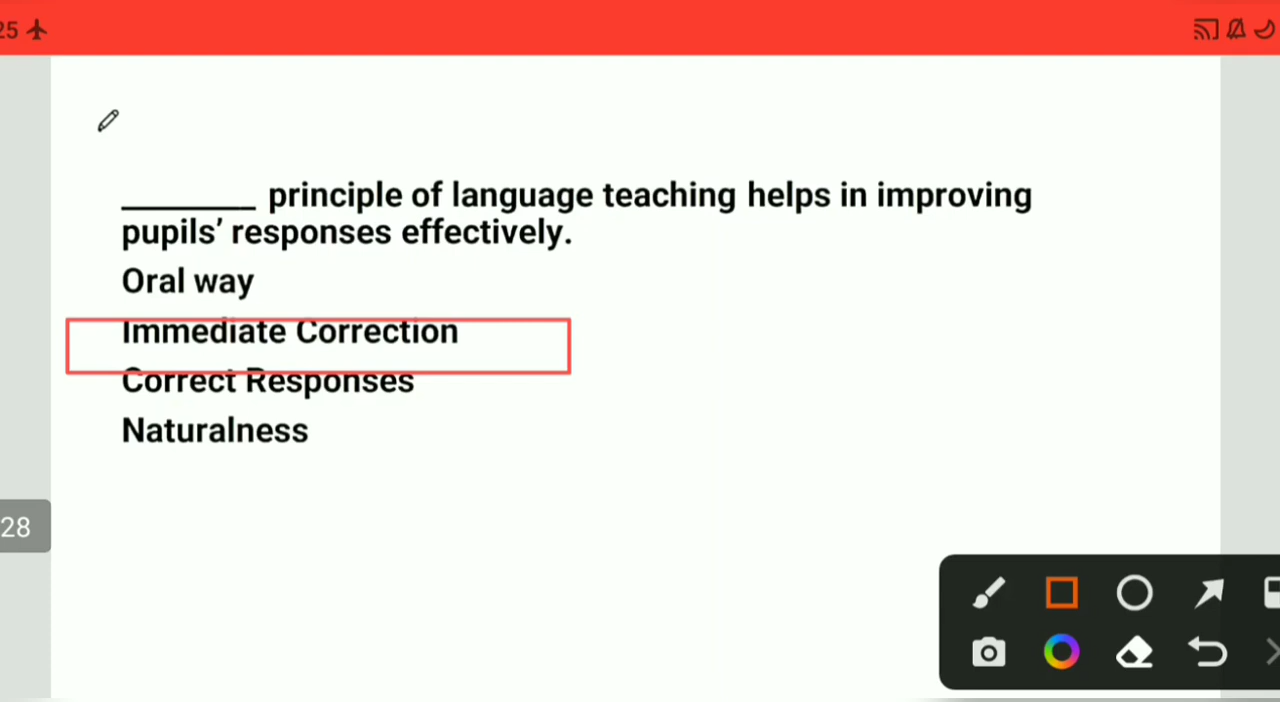 25
________ principle of language teaching helps in improving
pupils’ responses effectively.
Oral way
Immediate Correction
Correct Responses
Naturalness
28